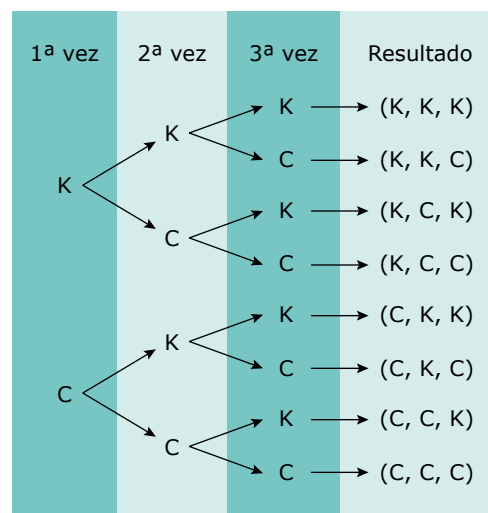 1ª vez 2ª vez 3ª vez Resultado
K (K, K, K)
K
C (K, K, C)
K
K (K, C, K)
C
C (K, C, C)
K (C, K, K)
K
C (C, K, C)
C
K (C, C, K)
C
C (C, C, C)